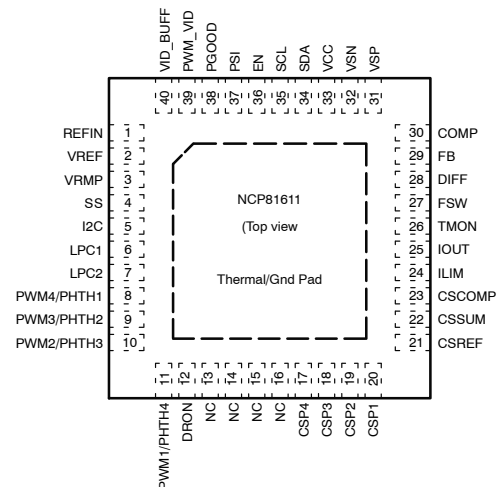 VID_BUFF
PWM_VID
PGOOD
PSI
EN
SCL
SDA
VCC
VSN
VSP
40
39
38
37
36
35
34
33
32
31
REFIN 1
VREF 2
VRMP 3
SS 4
I2C 5
LPC1 6
LPC2 7
PWM4/PHTH1 8
PWM3/PHTH2 9
PWM2/PHTH3 10
NCP81611
(Top view
Thermal/Gnd Pad
30 COMP
29 FB
28 DIFF
27 FSW
26 TMON
25 IOUT
24 ILIM
23 CSCOMP
22 CSSUM
21 CSREF
11
12
13
14
15
16
17
18
19
20
PWM1/PHTH4
DRON
NC
NC
NC
NC
CSP4
CSP3
CSP2
CSP1